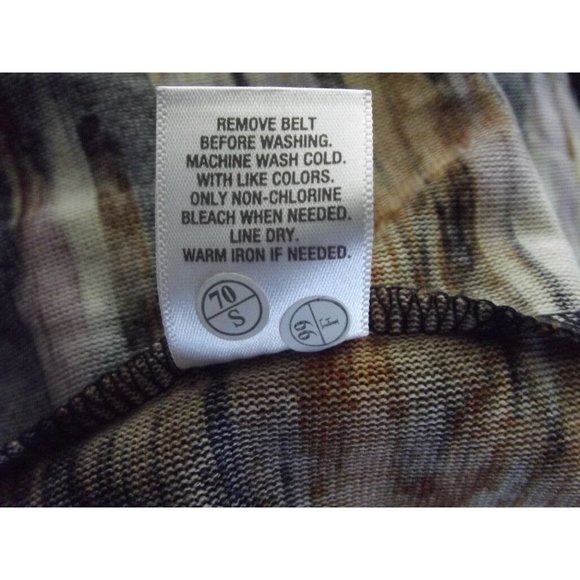 REMOVE BELT
BEFORE WASHING.
MACHINE WASH COLD.
WITH LIKE COLORS.
ONLY NON-CHLORINE
BLEACH WHEN NEEDED.
LINE DRY.
WARM IRON IF NEEDED.
70
S
F
66